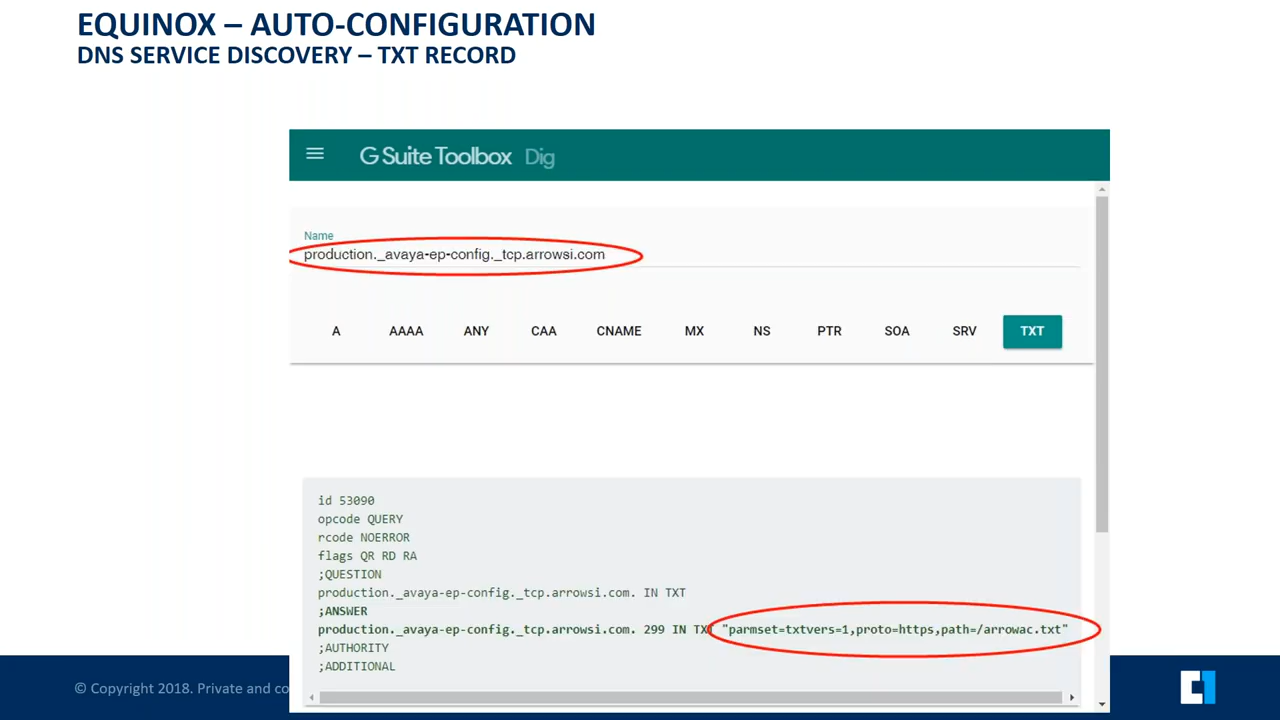 EQUINOX – AUTO-CONFIGURATION
DNS SERVICE DISCOVERY – TXT RECORD
G Suite Toolbox Dig
Name
production._avaya-ep-config._tcp.arrowsi.com
A AAAA ANY CAA CNAME MX NS PTR SOA SRV TXT
id 53090
opcode QUERY
rcode NOERROR
flags QR RD RA
;QUESTION
production._avaya-ep-config._tcp.arrowsi.com. IN TXT
;ANSWER
production._avaya-ep-config._tcp.arrowsi.com. 299 IN TXT "parmset=txtvers=1,proto=https,path=/arrowac.txt"
;AUTHORITY
;ADDITIONAL
© Copyright 2018. Private and co